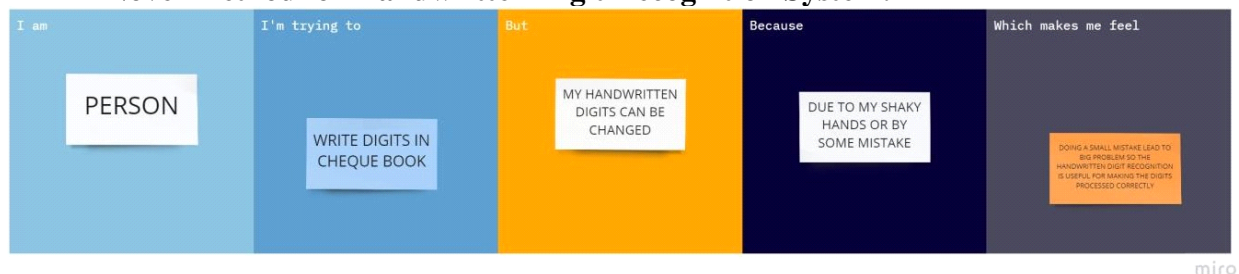 I am
PERSON
I'm trying to
WRITE DIGITS IN
CHEQUE BOOK
But
MY HANDWRITTEN
DIGITS CAN BE
CHANGED
Because
DUE TO MY SHAKY
HANDS OR BY
SOME MISTAKE
Which makes me feel
DOING A SMALL MISTAKE LEAD TO
BIG PROBLEM SO THE
HANDWRITTEN DIGIT RECOGNITION
IS USEFUL FOR MAKING THE DIGITS
PROCESSED CORRECTLY
miro